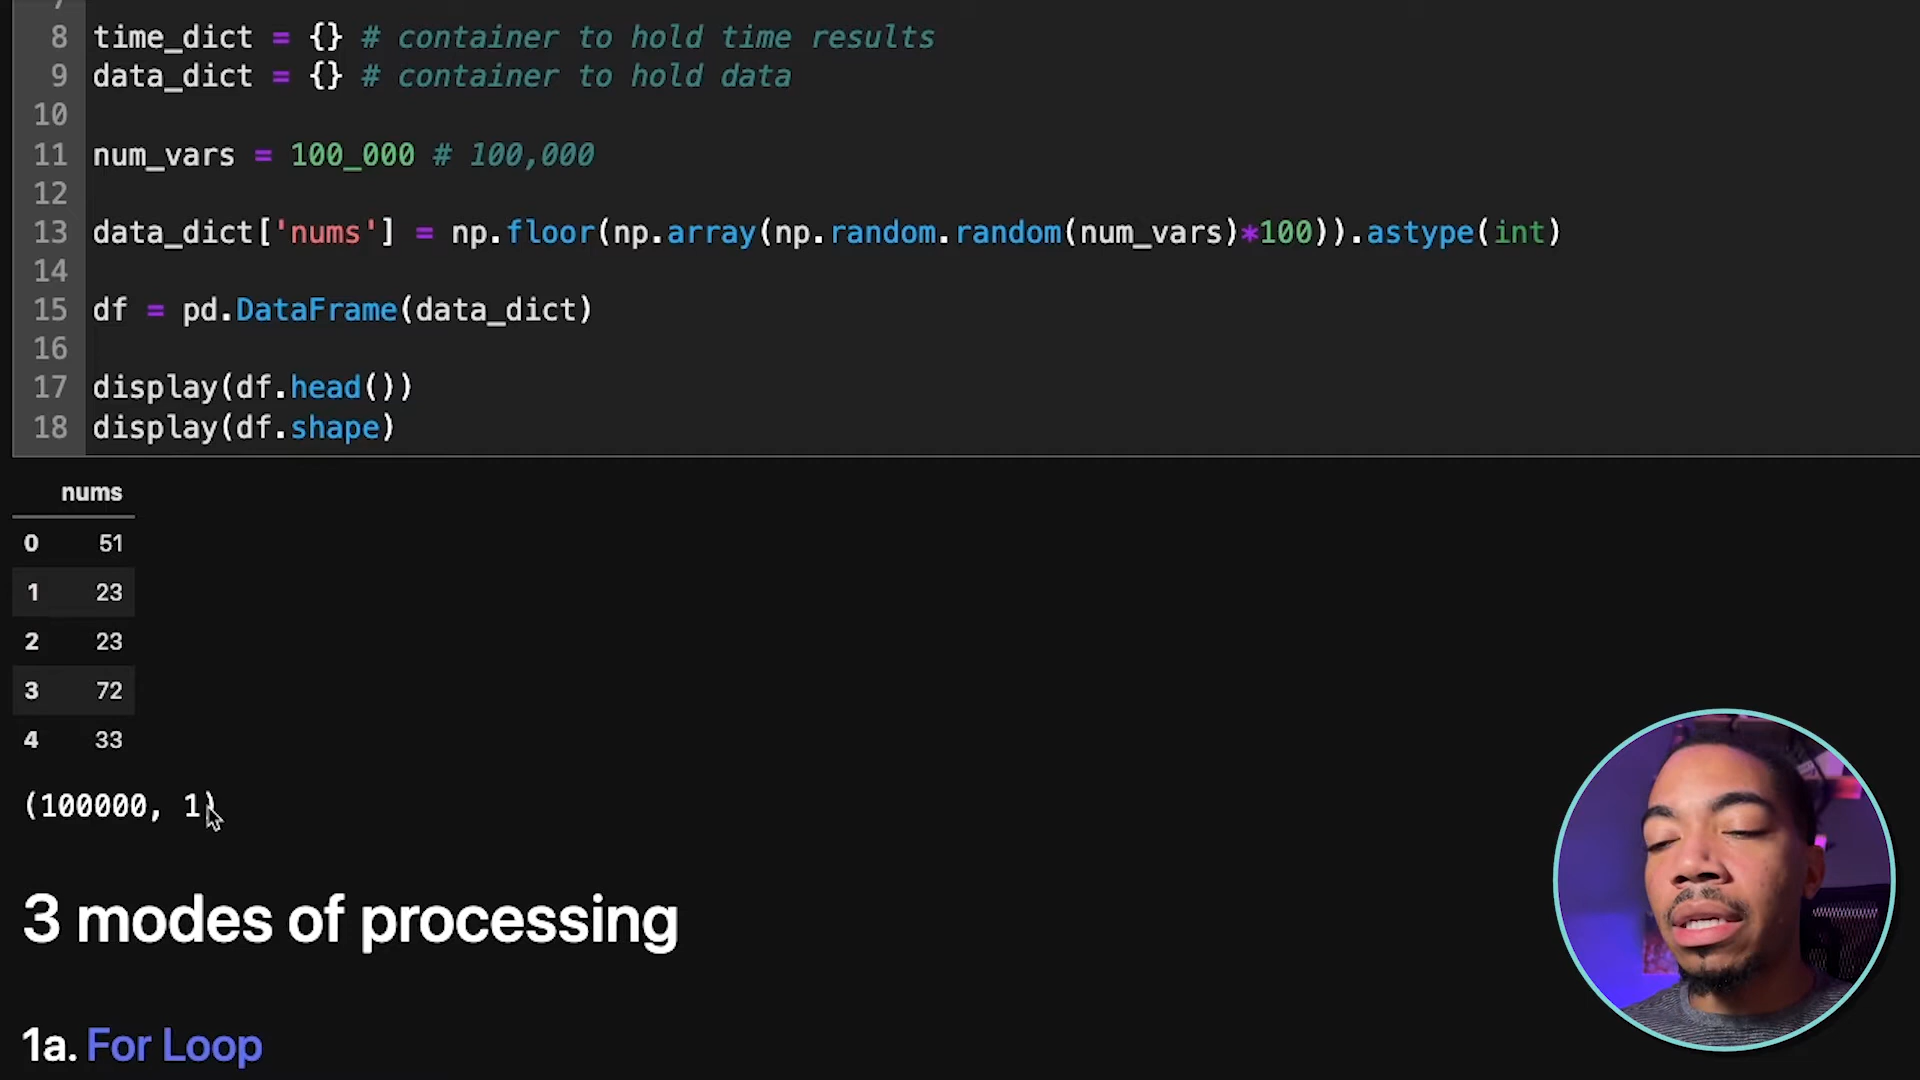 8 time_dict = {} # container to hold time results
9 data_dict = {} # container to hold data
10
11 num_vars = 100_000 # 100,000
12
13 data_dict['nums'] = np.floor(np.array(np.random.random(num_vars)*100)).astype(int)
14
15 df = pd.DataFrame(data_dict)
16
17 display(df.head())
18 display(df.shape)
nums
0 51
1 23
2 23
3 72
4 33
(100000, 1)
3 modes of processing
1a. For Loop